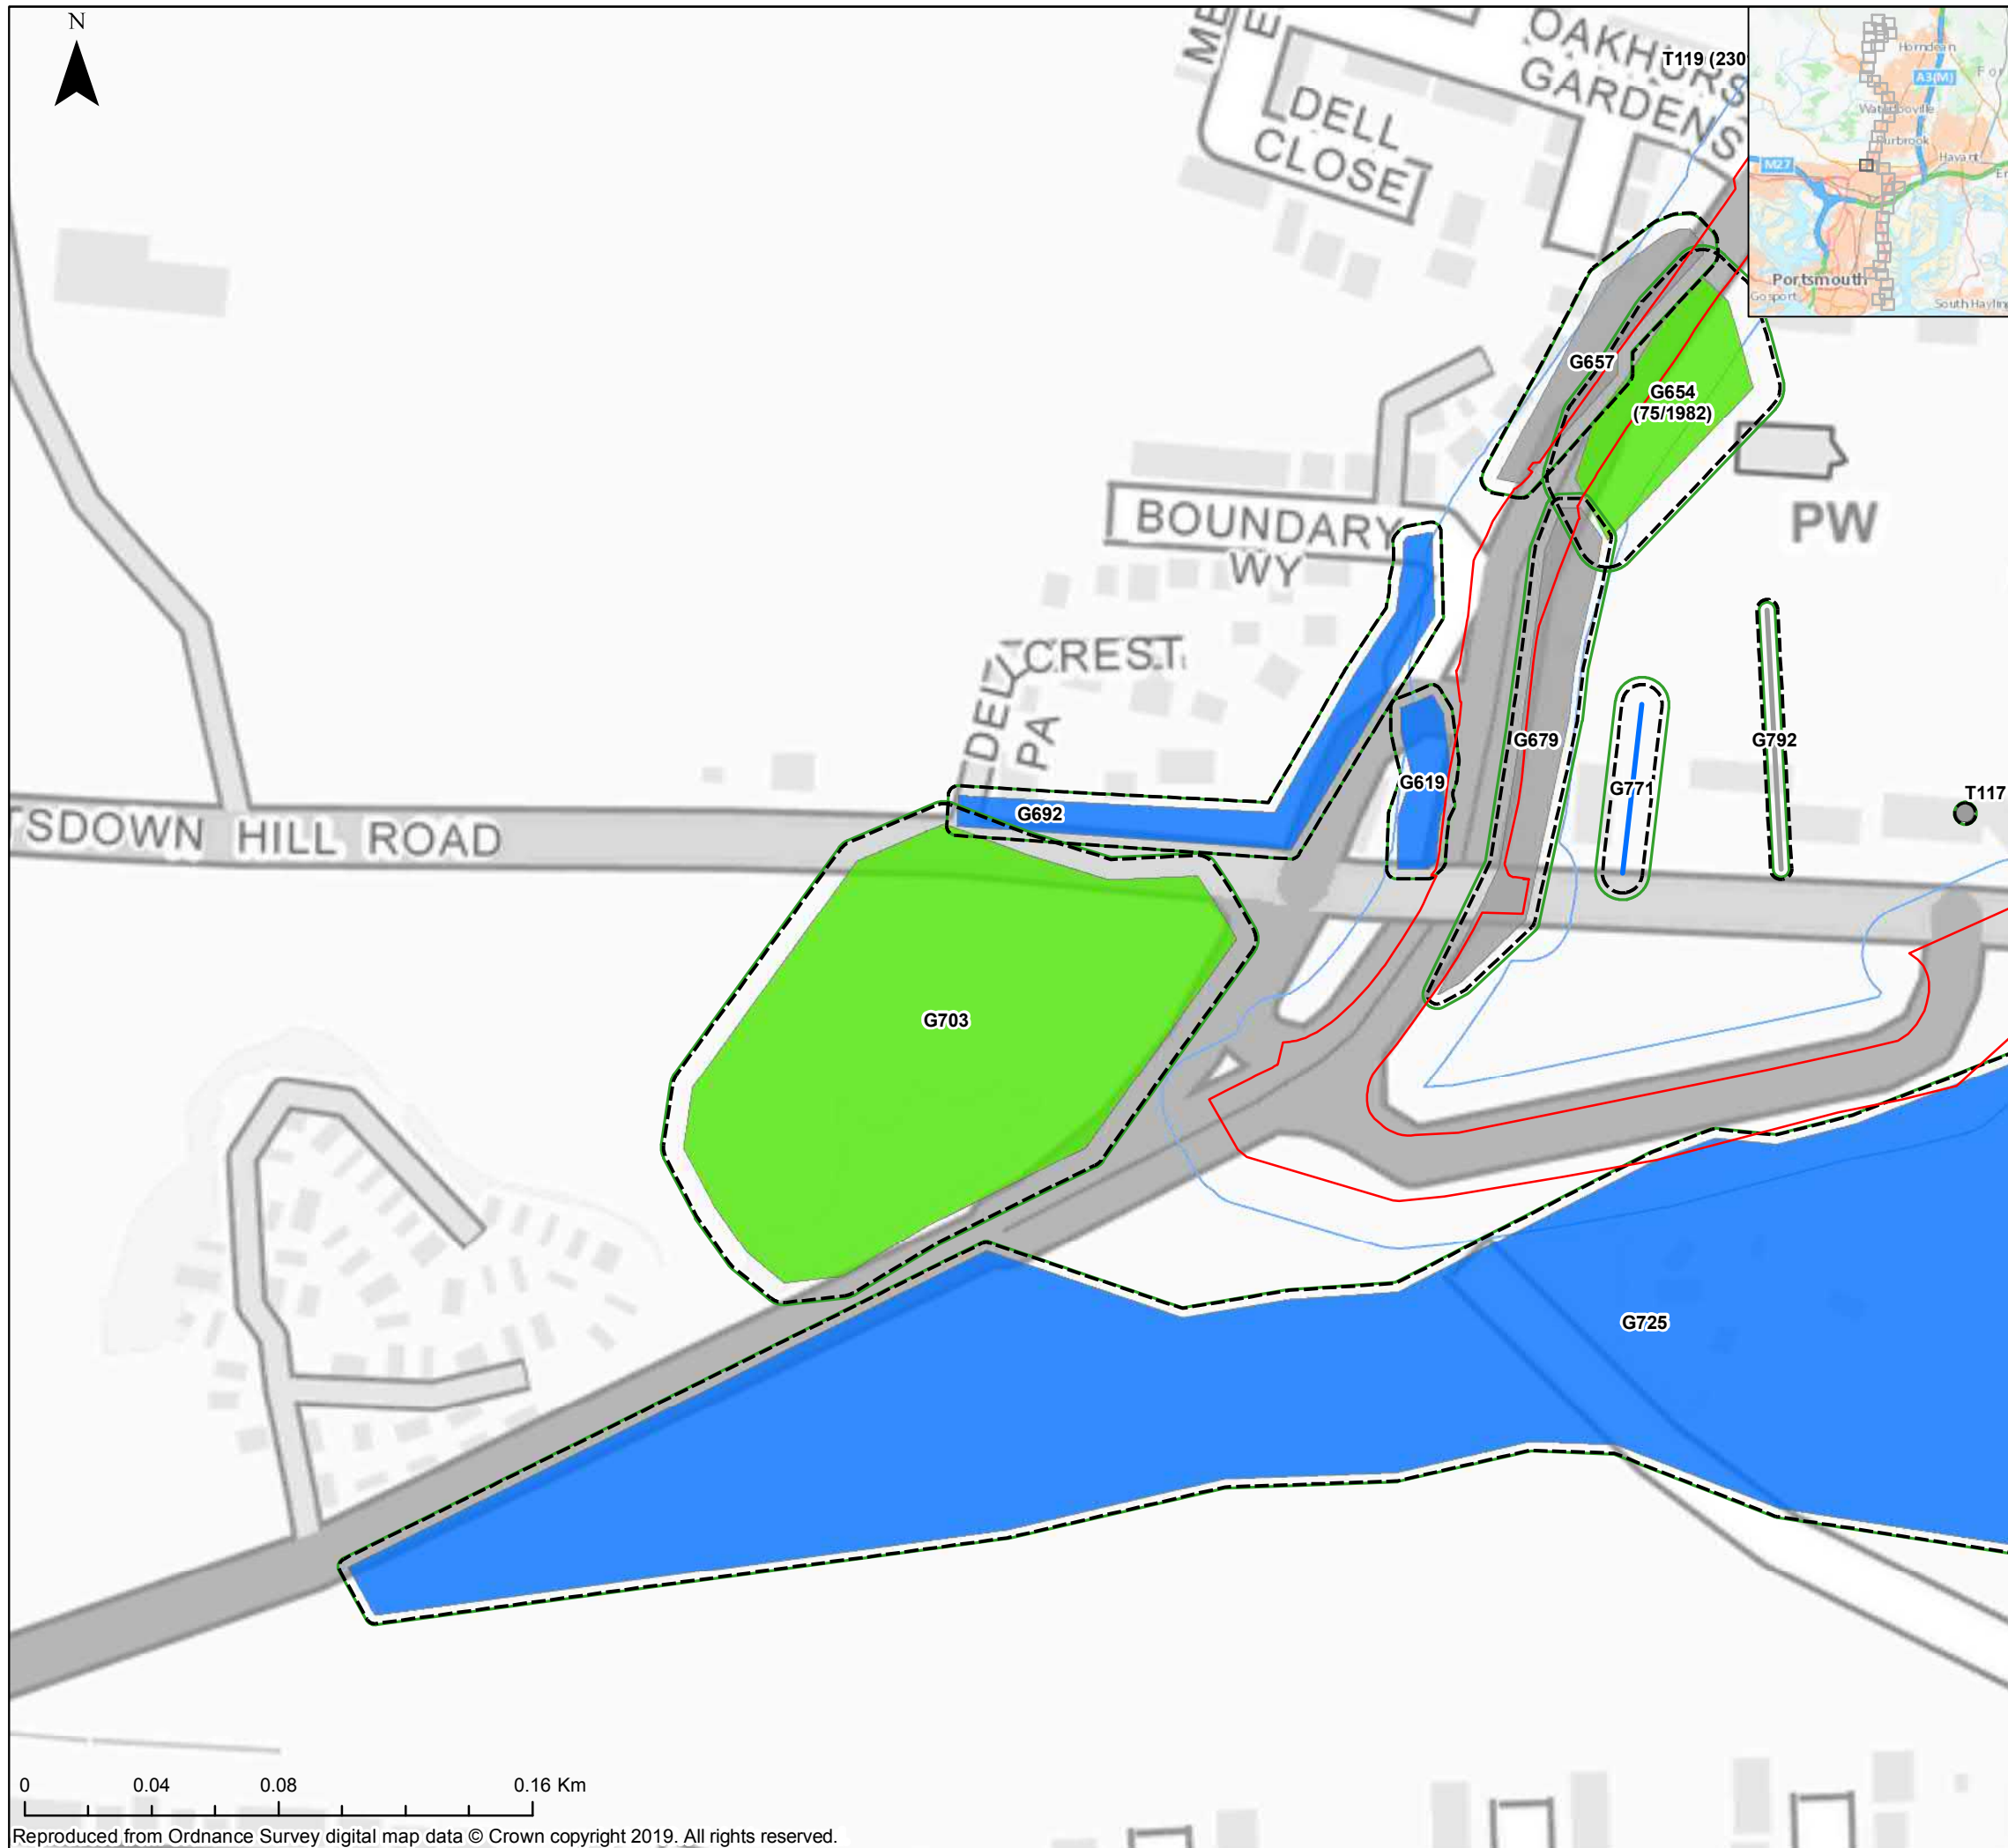 N
OAKHURS
GARDENS
T119 (230
DELL
CLOSE
Horndean
A3(M)
Waterlooville
Purbrook
Havant
M27
Portsmouth
Gosport
South Hayling
G657
G654
(75/1982)
PW
BOUNDARY
WY
CREST
DELL
PA
G679
G792
G771
G619
T117
G692
TSDOWN HILL ROAD
G703
G725
0 0.04 0.08 0.16 Km
Reproduced from Ordnance Survey digital map data © Crown copyright 2019. All rights reserved.